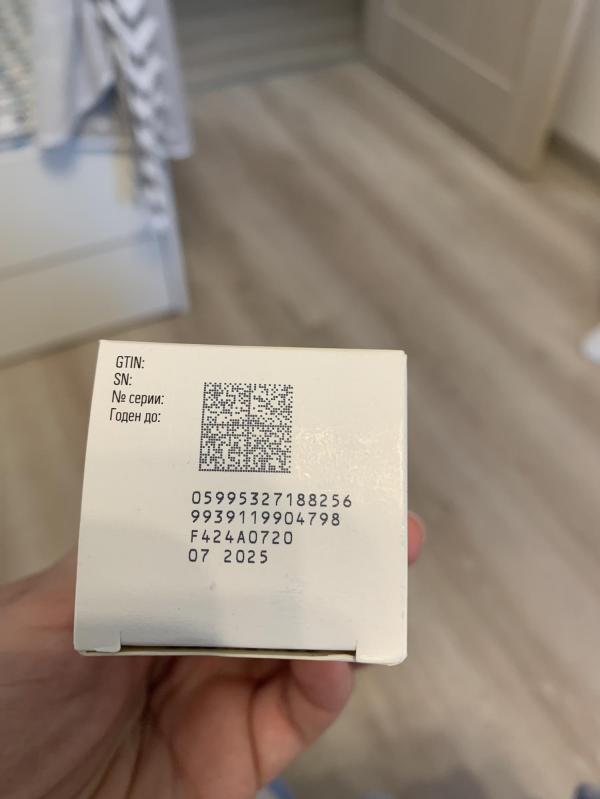 GTIN:
SN:
№ серии:
Годен до:
05995327188256
9939119904798
F424A0720
07 2025